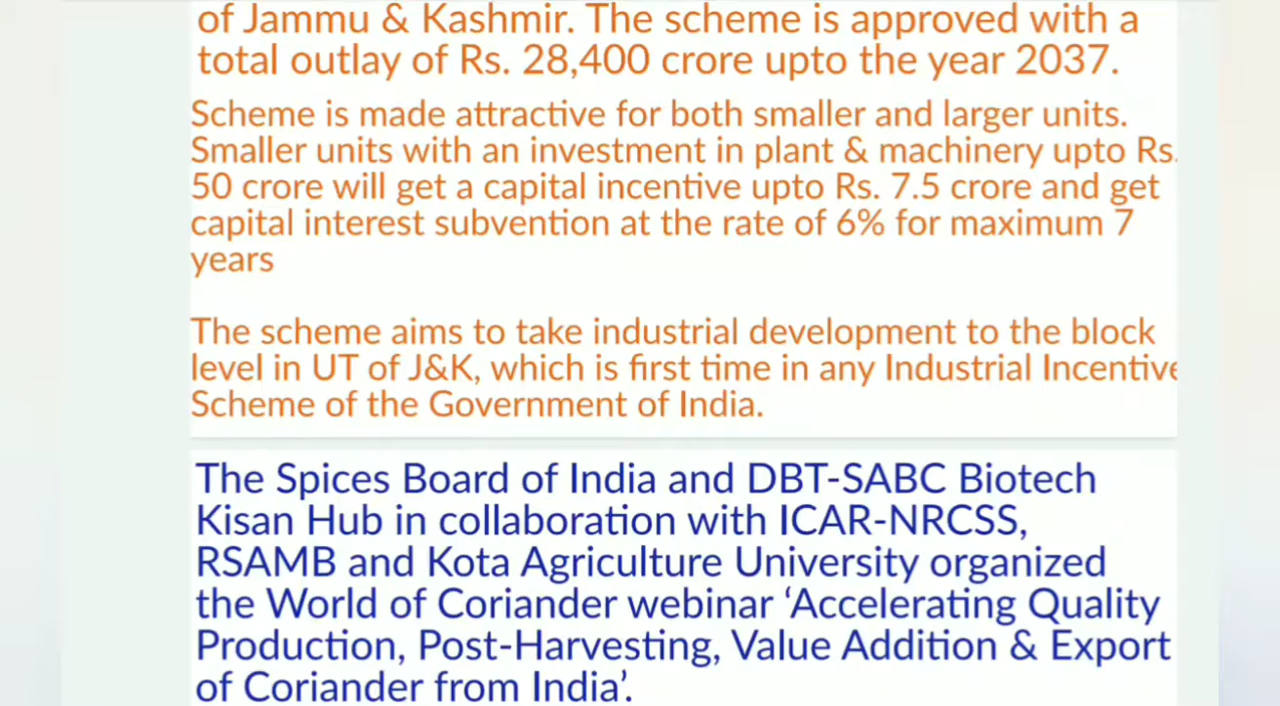 of Jammu & Kashmir. The scheme is approved with a
total outlay of Rs. 28,400 crore upto the year 2037.
Scheme is made attractive for both smaller and larger units.
Smaller units with an investment in plant & machinery upto Rs.
50 crore will get a capital incentive upto Rs. 7.5 crore and get
capital interest subvention at the rate of 6% for maximum 7
years
The scheme aims to take industrial development to the block
level in UT of J&K, which is first time in any Industrial Incentive
Scheme of the Government of India.
The Spices Board of India and DBT-SABC Biotech
Kisan Hub in collaboration with ICAR-NRCSS,
RSAMB and Kota Agriculture University organized
the World of Coriander webinar ‘Accelerating Quality
Production, Post-Harvesting, Value Addition & Export
of Coriander from India’.